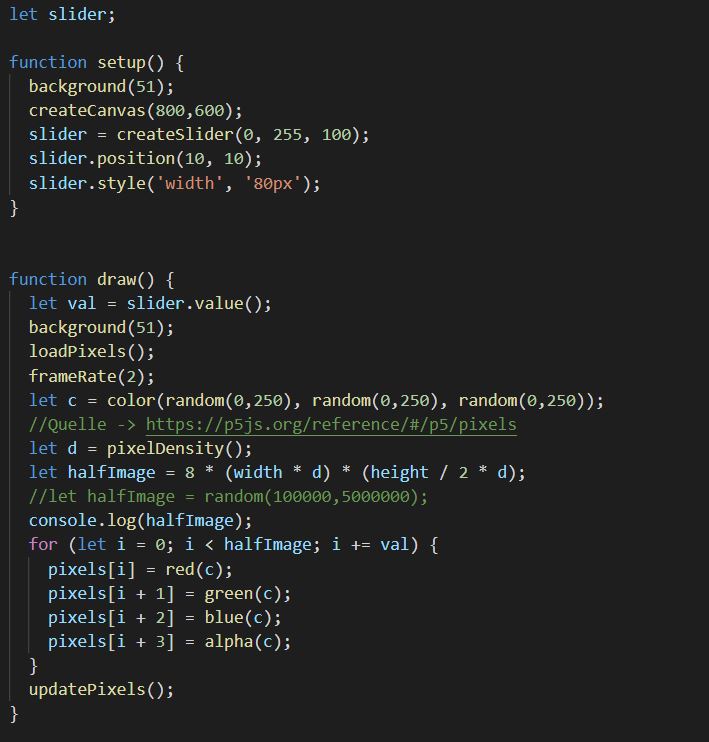 let slider;
function setup() {
background(51);
createCanvas(800,600);
slider = createSlider(0, 255, 100);
slider.position(10, 10);
slider.style('width', '80px');
}
function draw() {
let val = slider.value();
background(51);
loadPixels();
frameRate(2);
let c = color(random(0,250), random(0,250), random(0,250));
//Quelle -> https://p5js.org/reference/#/p5/pixels
let d = pixelDensity();
let halfImage = 8 * (width * d) * (height / 2 * d);
//let halfImage = random(100000,5000000);
console.log(halfImage);
for (let i = 0; i < halfImage; i += val) {
pixels[i] = red(c);
pixels[i + 1] = green(c);
pixels[i + 2] = blue(c);
pixels[i + 3] = alpha(c);
}
updatePixels();
}